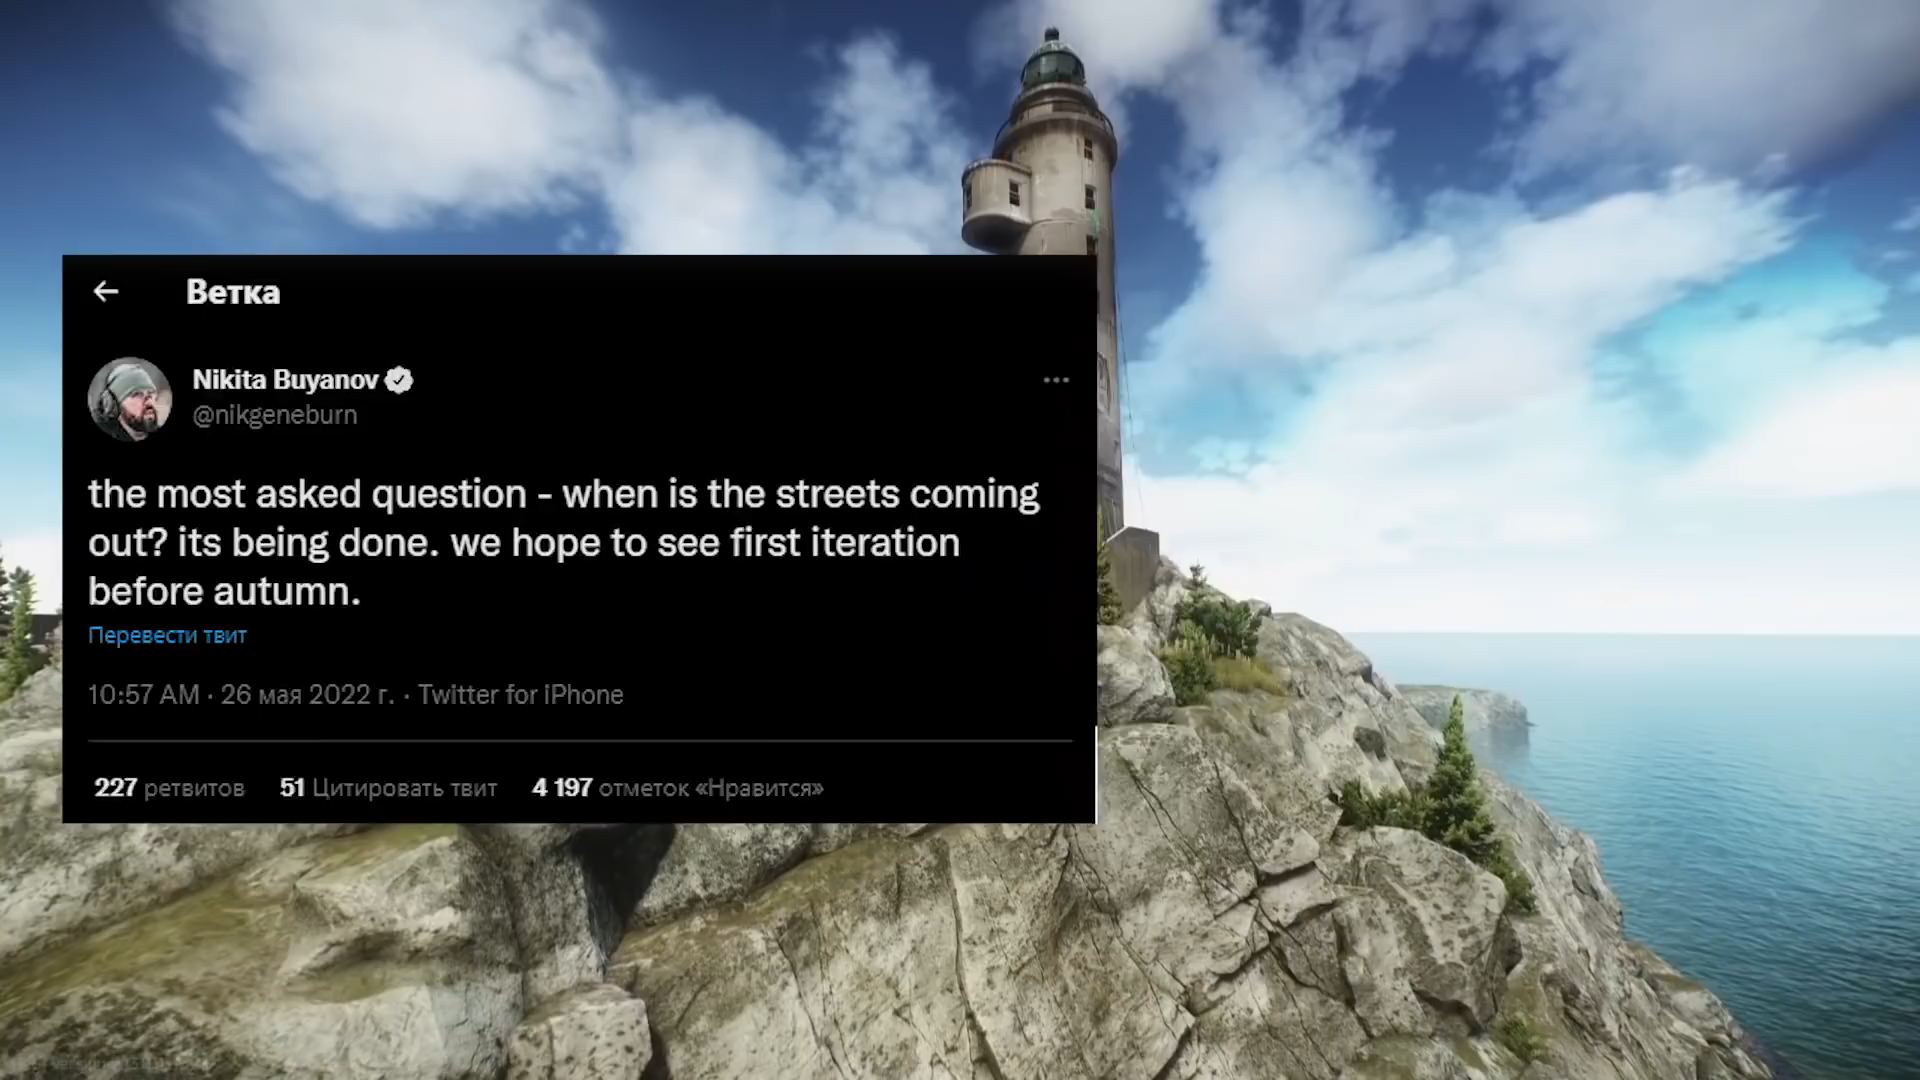 Ветка
Nikita Buyanov
@nikgeneburn
the most asked question - when is the streets coming
out? its being done. we hope to see first iteration
before autumn.
Перевести твит
10:57 AM · 26 мая 2022 г. · Twitter for iPhone
227 ретвитов 51 Цитировать твит 4 197 отметок «Нравится»